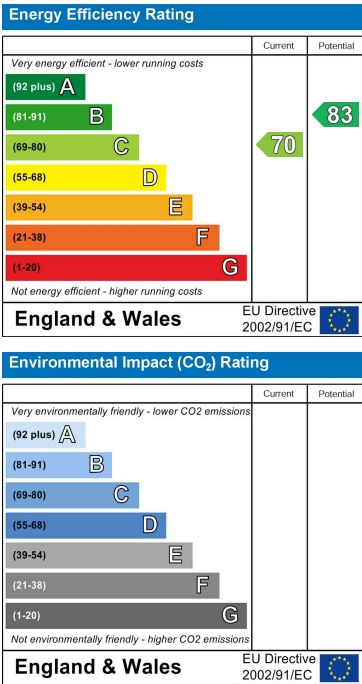 Energy Efficiency Rating
Current Potential
Very energy efficient - lower running costs
(92 plus) A
(81-91) B
83
(69-80) C
70
(55-68) D
(39-54) E
(21-38) F
(1-20) G
Not energy efficient - higher running costs
England & Wales
EU Directive
2002/91/EC
Environmental Impact (CO₂) Rating
Current Potential
Very environmentally friendly - lower CO2 emissions
(92 plus) A
(81-91) B
(69-80) C
(55-68) D
(39-54) E
(21-38) F
(1-20) G
Not environmentally friendly - higher CO2 emissions
England & Wales
EU Directive
2002/91/EC